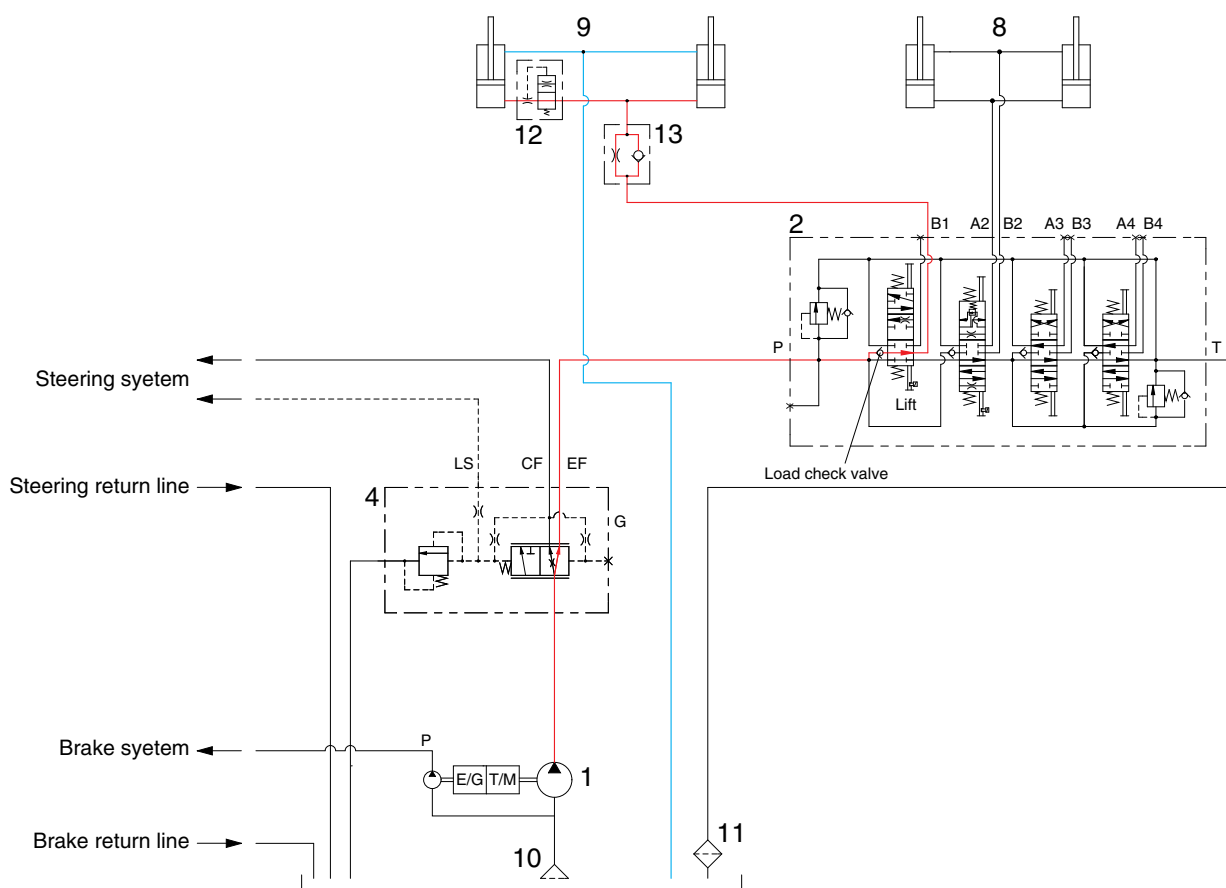 9
8
12
13
2
B1
A2
B2
A3
B3
A4
B4
P
T
Steering syetem
Lift
Load check valve
LS
CF
EF
Steering return line
4
G
Brake syetem
P
E/G
T/M
1
Brake return line
10
11